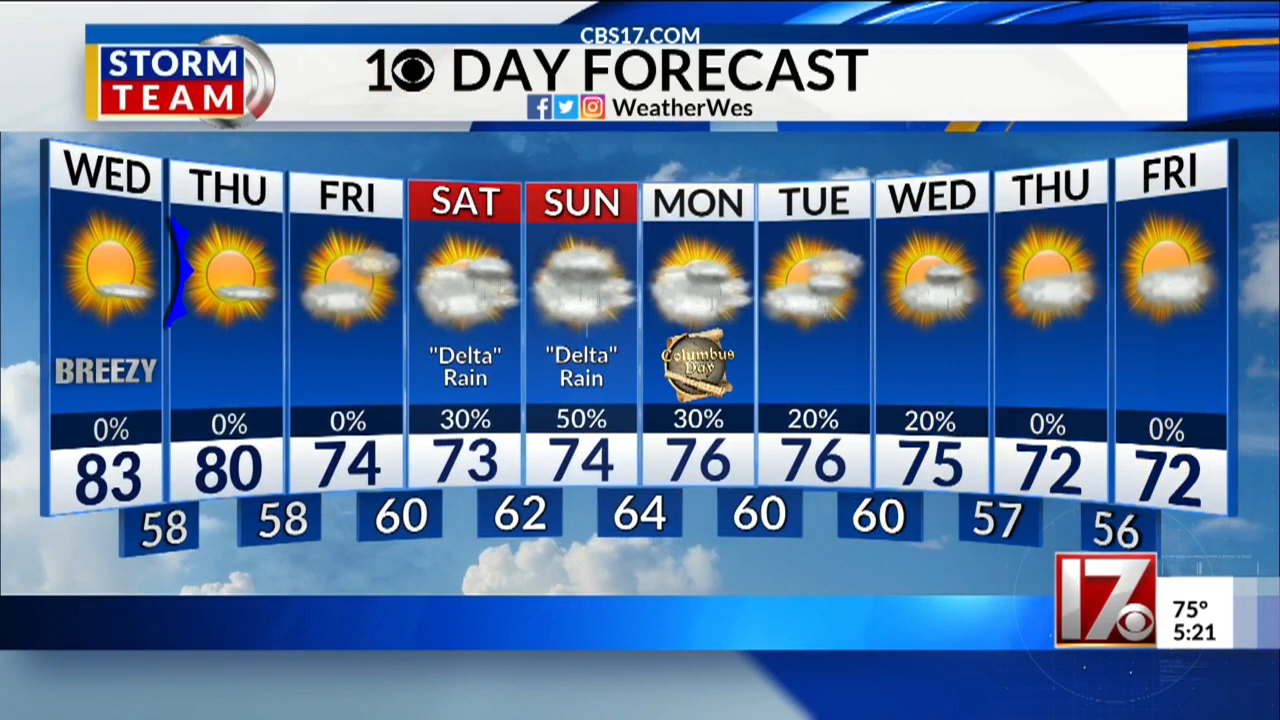 CBS17.COM
STORM
TEAM
10 DAY FORECAST
WeatherWes
WED THU FRI SAT SUN MON TUE WED THU FRI
BREEZY
"Delta" Rain
"Delta" Rain
Columbus Day
0% 0% 0% 30% 50% 30% 20% 20% 0% 0%
83 80 74 73 74 76 76 75 72 72
58 58 60 62 64 60 60 57 56
17
75°
5:21